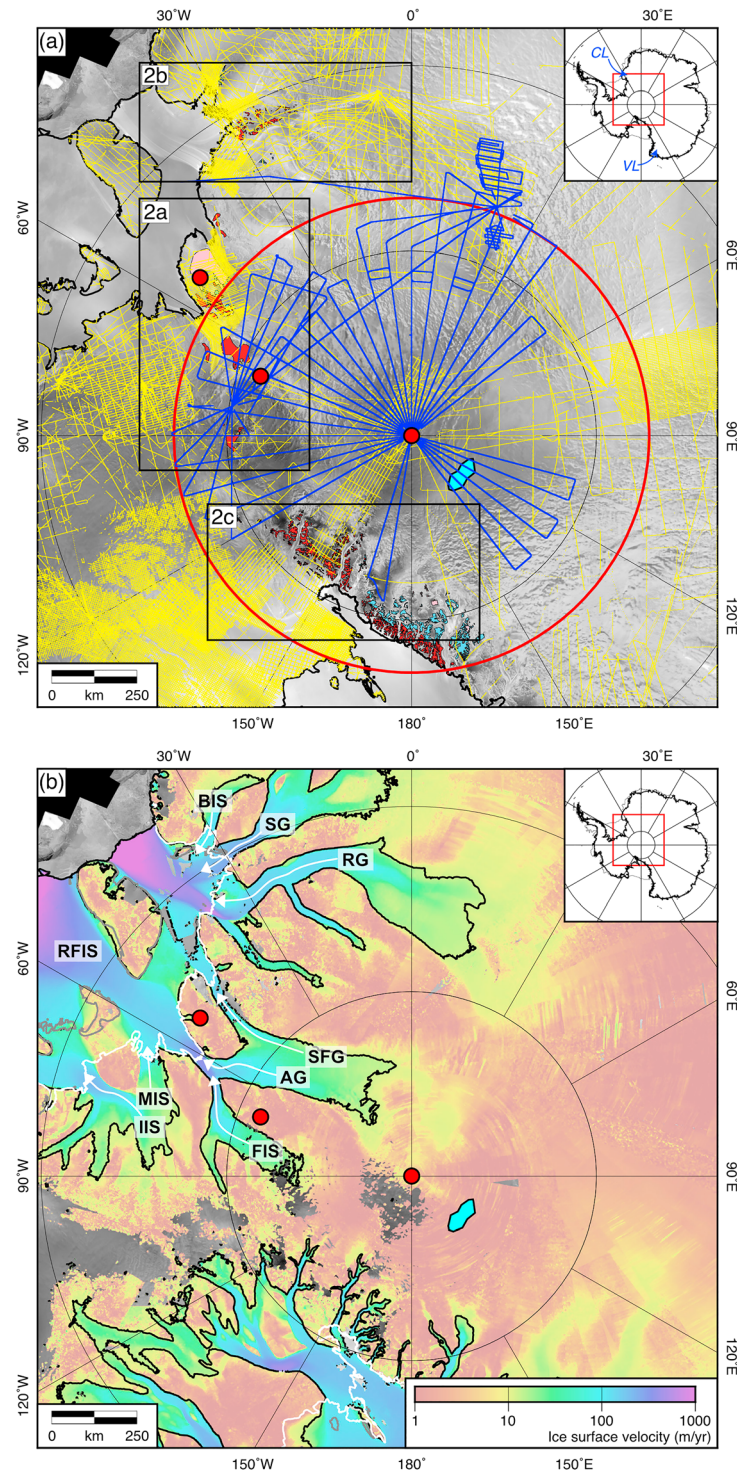 30°W
0°
30°E
(a)
2b
CL
VL
60°W
2a
60°E
90°W
90°E
2c
120°W
120°E
0
250
km
150°W
180°
150°E
30°W
0°
30°E
(b)
BIS
SG
RG
RFIS
60°W
60°E
SFG
AG
MIS
IIS
FIS
90°W
90°E
120°W
120°E
0
250
km
1
10
100
1000
Ice surface velocity (m/yr)
150°W
180°
150°E